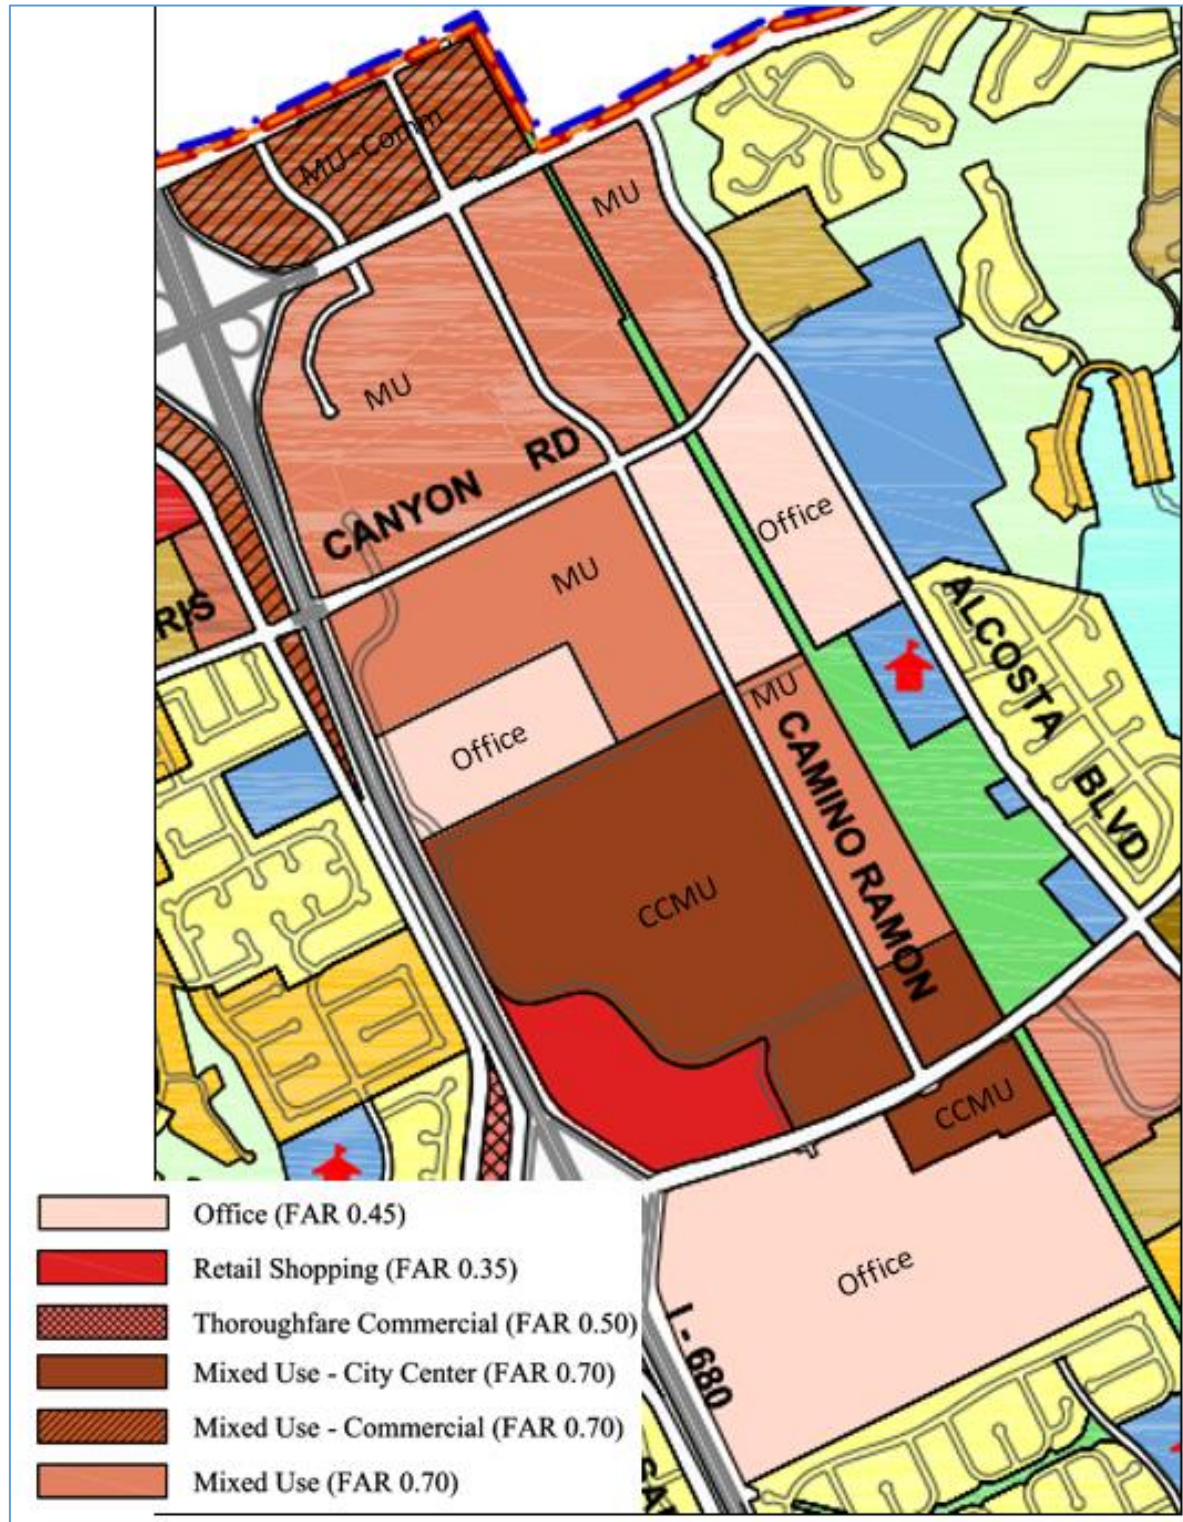 MU-Comm
MU
MU
CANYON RD
Office
MU
RIS
ALCOSTA
BLVD
MU
Office
CAMINO RAMON
CCMU
CCMU
Office
I-680
Office (FAR 0.45)
Retail Shopping (FAR 0.35)
Thoroughfare Commercial (FAR 0.50)
Mixed Use - City Center (FAR 0.70)
Mixed Use - Commercial (FAR 0.70)
Mixed Use (FAR 0.70)